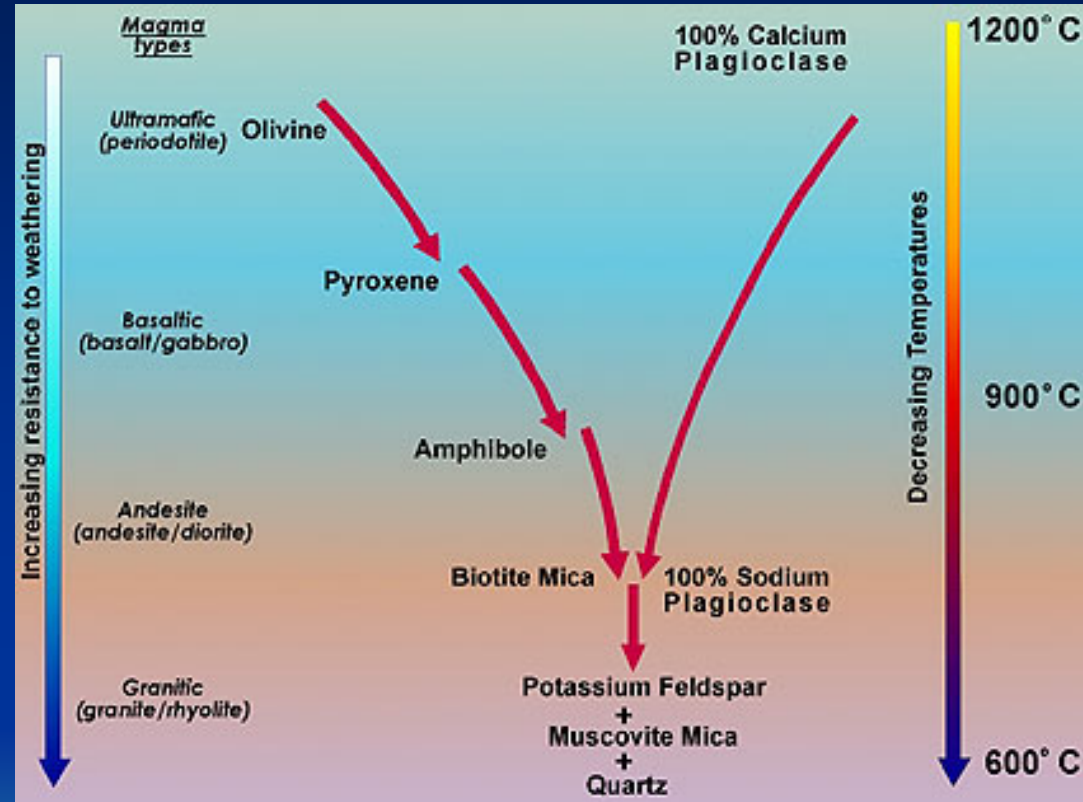 Magma
types
100% Calcium
Plagioclase
1200° C
Ultramafic
(periodotile)
Olivine
Increasing resistance to weathering
Pyroxene
Basaltic
(basalt/gabbro)
Decreasing Temperatures
900° C
Amphibole
Andesite
(andesite/diorite)
Biotite Mica
100% Sodium
Plagioclase
Granitic
(granite/rhyolite)
Potassium Feldspar
+
Muscovite Mica
+
Quartz
600° C